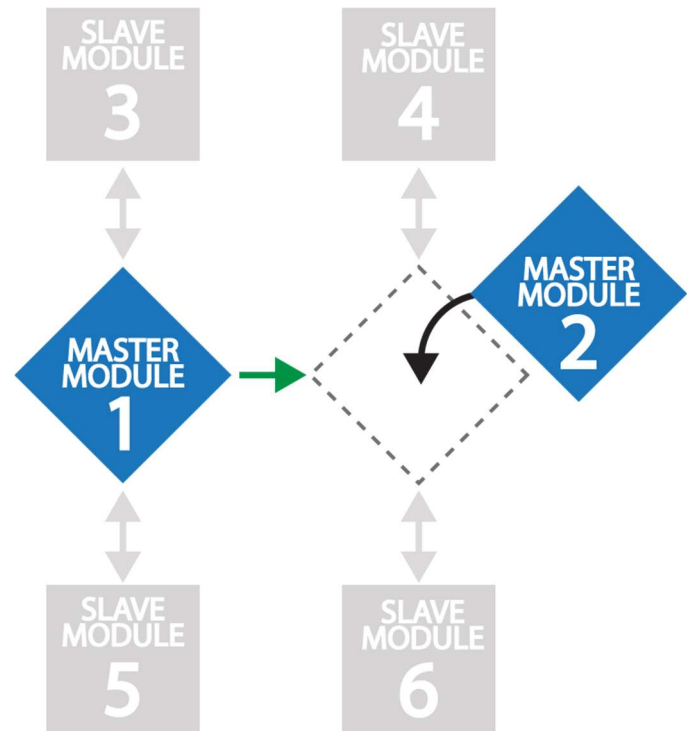 SLAVE
MODULE
3
SLAVE
MODULE
4
MASTER
MODULE
1
MASTER
MODULE
2
SLAVE
MODULE
5
SLAVE
MODULE
6